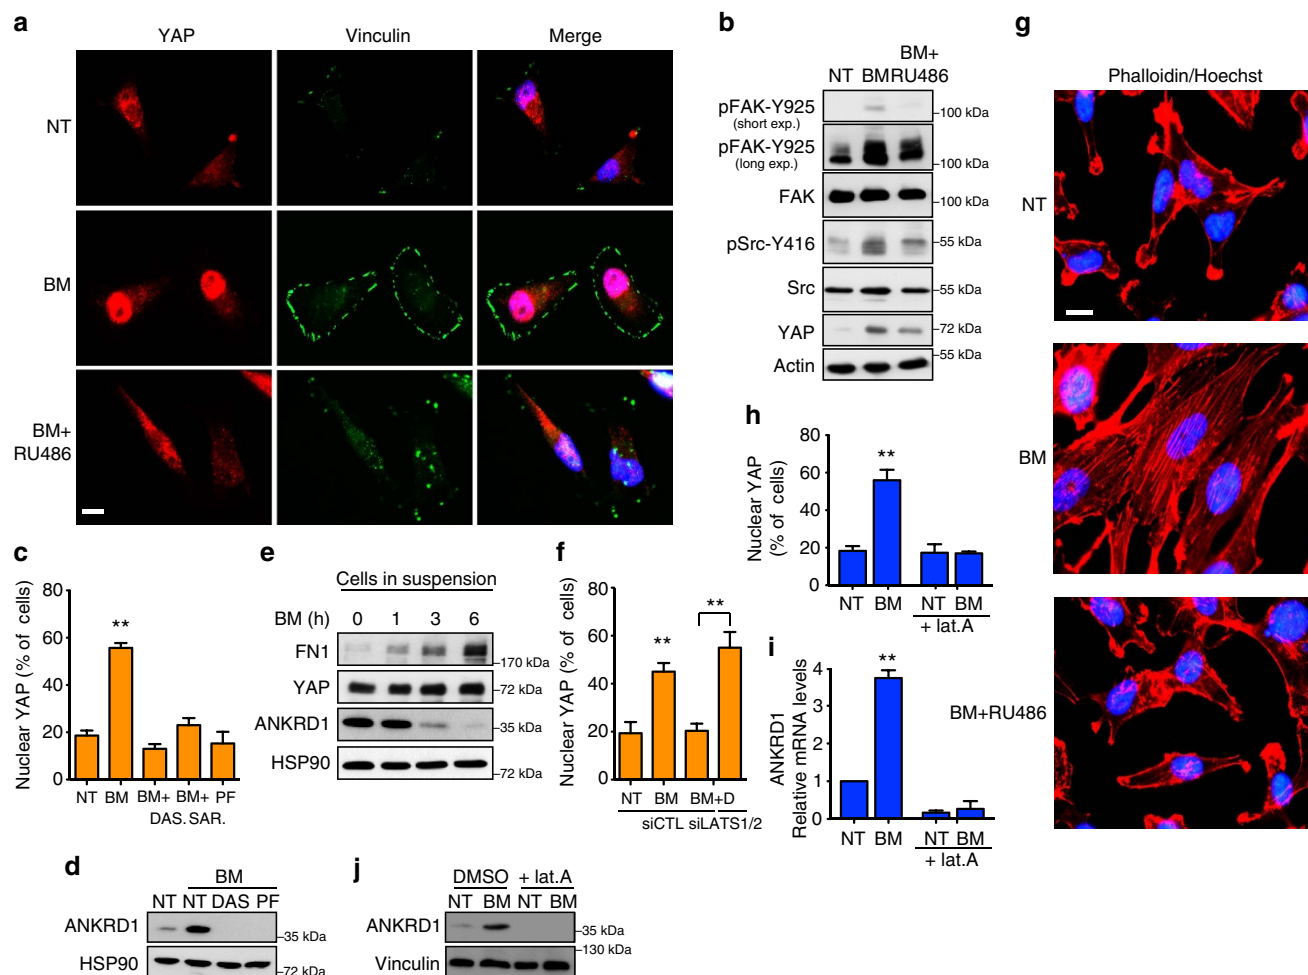 a
YAP
Vinculin
Merge
NT
BM
BM+
RU486
b
BM+
NT BM RU486
pFAK-Y925
(short exp.)
100 kDa
pFAK-Y925
(long exp.)
100 kDa
FAK
100 kDa
pSrc-Y416
55 kDa
Src
55 kDa
YAP
72 kDa
Actin
55 kDa
c
Nuclear YAP (% of cells)
80
60
40
20
0
**
NT BM BM+ BM+ PF
DAS. SAR.
d
BM
NT NT DAS PF
ANKRD1
35 kDa
HSP90
72 kDa
e
Cells in suspension
BM (h) 0 1 3 6
FN1
170 kDa
YAP
72 kDa
ANKRD1
35 kDa
HSP90
72 kDa
f
Nuclear YAP (% of cells)
80
60
40
20
0
**
**
NT BM BM+D
siCTL siLATS1/2
g
Phalloidin/Hoechst
NT
BM
BM+RU486
h
Nuclear YAP
(% of cells)
80
60
40
20
0
**
NT BM NT BM
+ lat.A
i
ANKRD1
Relative mRNA levels
4
3
2
1
0
**
NT BM NT BM
+ lat.A
j
DMSO + lat.A
NT BM NT BM
ANKRD1
35 kDa
130 kDa
Vinculin